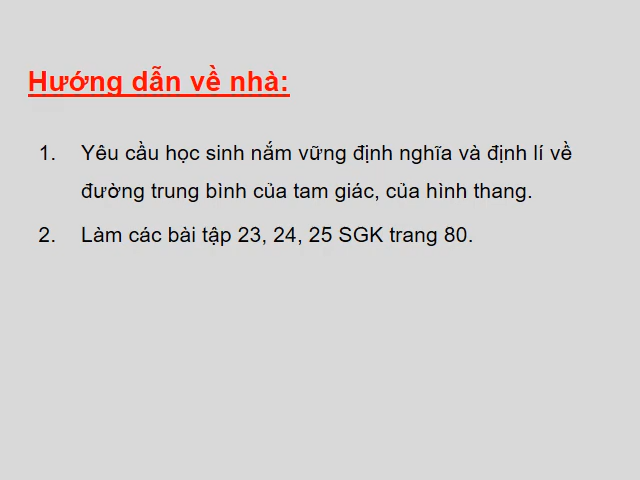 Hướng dẫn về nhà:
1. Yêu cầu học sinh nắm vững định nghĩa và định lí về
đường trung bình của tam giác, của hình thang.
2. Làm các bài tập 23, 24, 25 SGK trang 80.